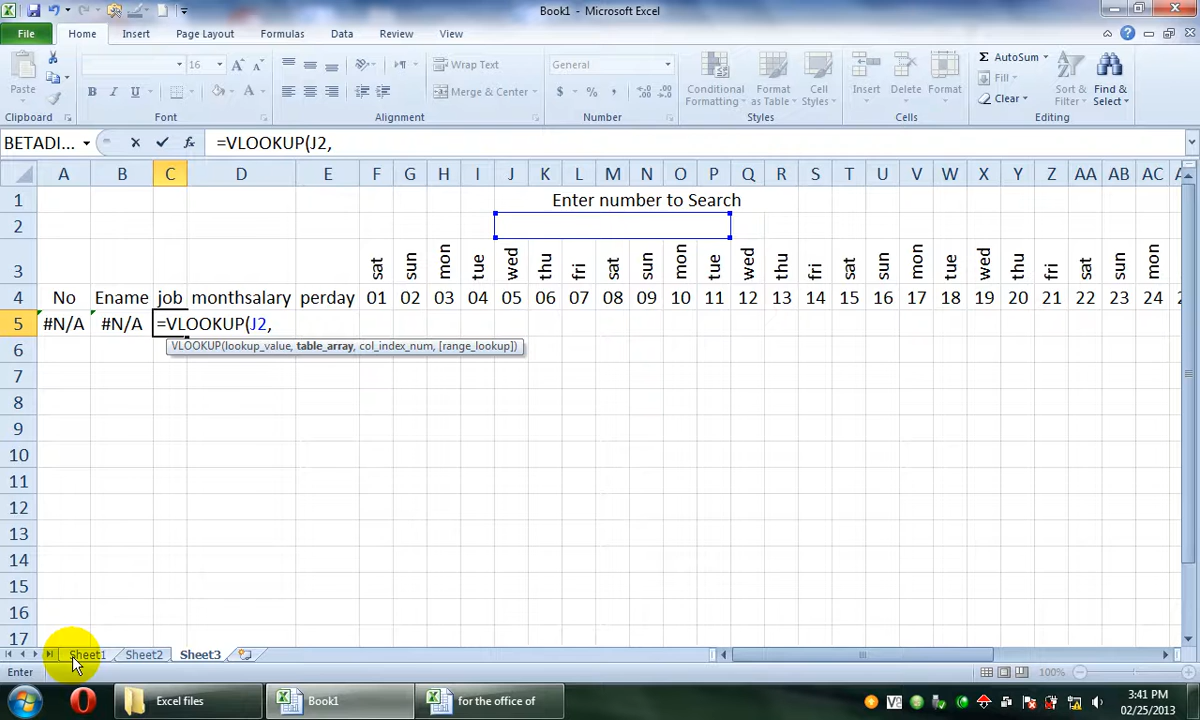 Book1 - Microsoft Excel
File Home Insert Page Layout Formulas Data Review View
Paste
16
Wrap Text
Merge & Center
General
$ % ,
Conditional Formatting
Format as Table
Cell Styles
Insert Delete Format
Σ AutoSum
Fill
Clear
Sort & Filter
Find & Select
Clipboard Font Alignment Number Styles Cells Editing
BETADI... =VLOOKUP(J2,
A B C D E F G H I J K L M N O P Q R S T U V W X Y Z AA AB AC
1 Enter number to Search
2
3 sat sun mon tue wed thu fri sat sun mon tue wed thu fri sat sun mon tue wed thu fri sat sun mon
4 No Ename job monthsalary perday 01 02 03 04 05 06 07 08 09 10 11 12 13 14 15 16 17 18 19 20 21 22 23 24
5 #N/A #N/A =VLOOKUP(J2,
VLOOKUP(lookup_value, table_array, col_index_num, [range_lookup])
6
7
8
9
10
11
12
13
14
15
16
17
Sheet1 Sheet2 Sheet3
Enter 100%
Excel files Book1 for the office of
3:41 PM
02/25/2013